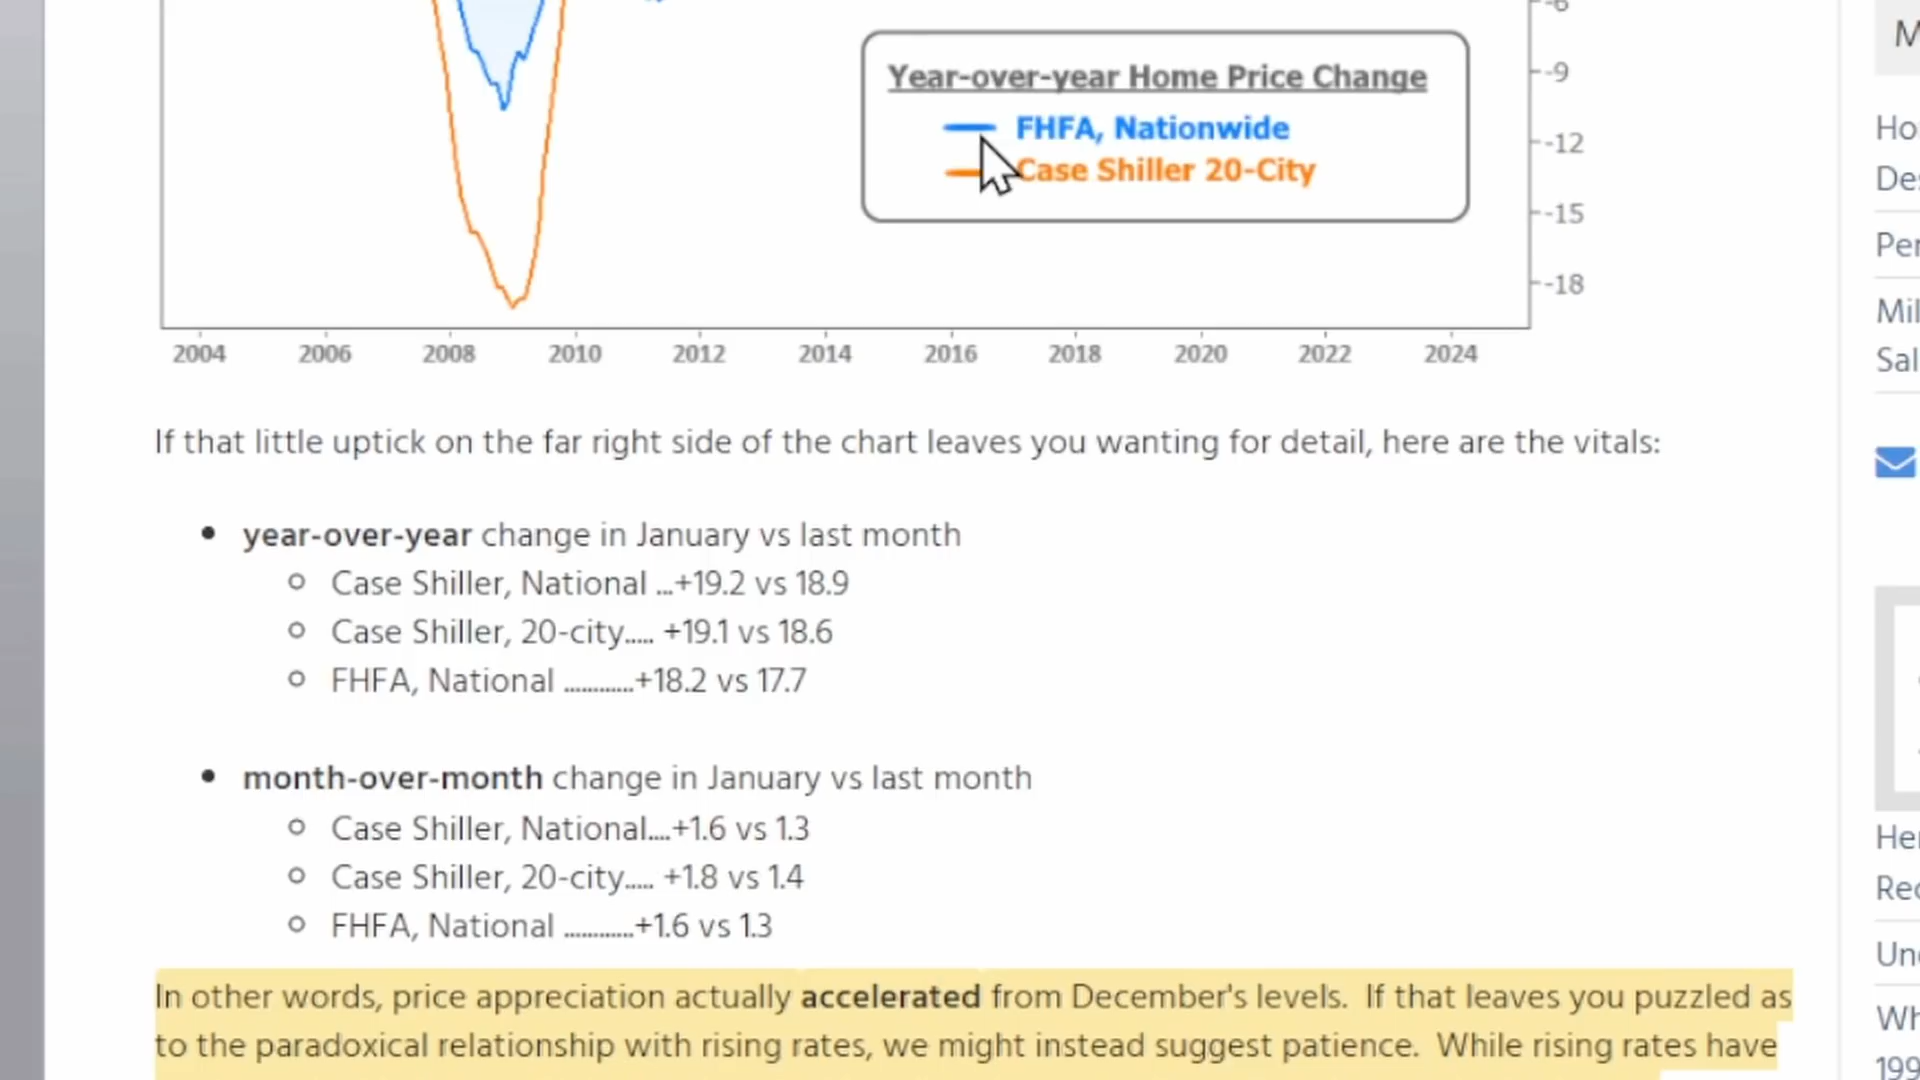 -6
Year-over-year Home Price Change
-9
FHFA, Nationwide
-12
Case Shiller 20-City
-15
-18
2004 2006 2008 2010 2012 2014 2016 2018 2020 2022 2024
If that little uptick on the far right side of the chart leaves you wanting for detail, here are the vitals:
year-over-year change in January vs last month
Case Shiller, National ...+19.2 vs 18.9
Case Shiller, 20-city..... +19.1 vs 18.6
FHFA, National ............+18.2 vs 17.7
month-over-month change in January vs last month
Case Shiller, National....+1.6 vs 1.3
Case Shiller, 20-city..... +1.8 vs 1.4
FHFA, National ............+1.6 vs 1.3
In other words, price appreciation actually accelerated from December's levels. If that leaves you puzzled as
to the paradoxical relationship with rising rates, we might instead suggest patience. While rising rates have